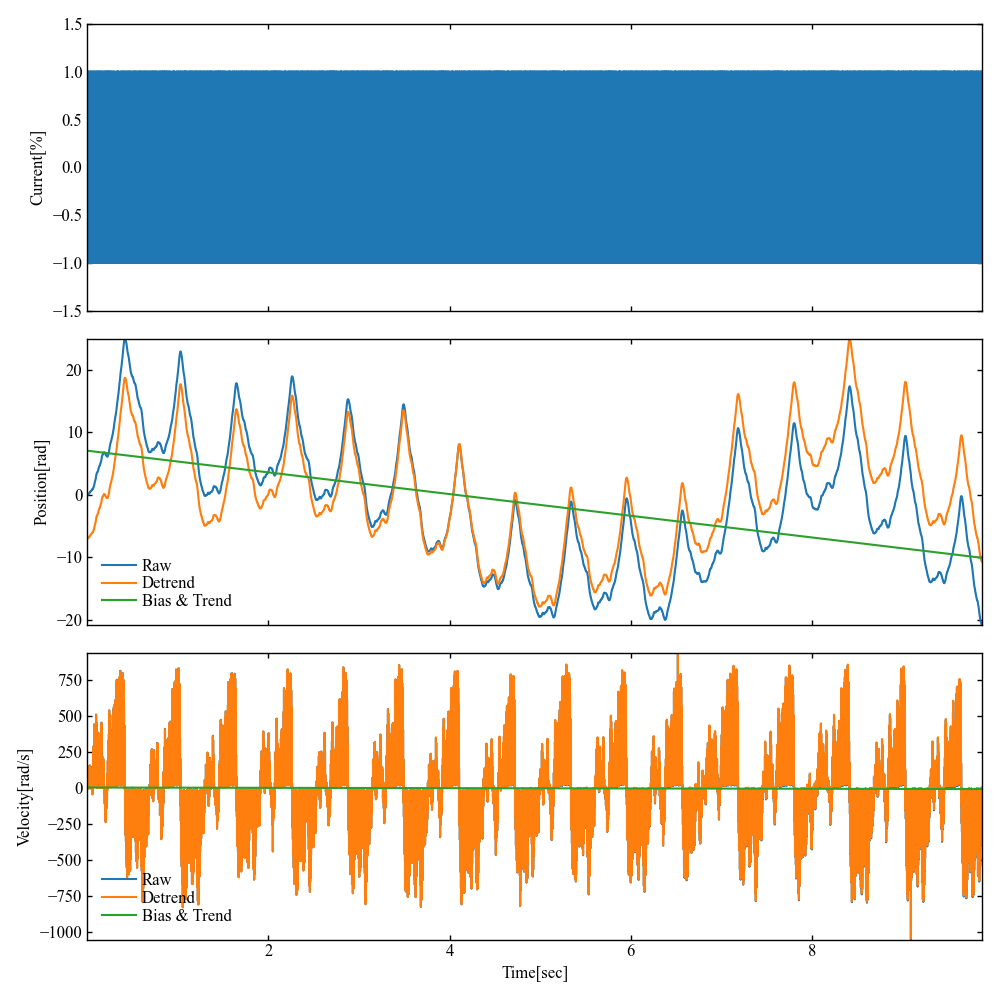 1.5
1.0
0.5
0.0
−0.5
−1.0
−1.5
Current[%]
20
10
0
−10
−20
Position[rad]
Raw
Detrend
Bias & Trend
750
500
250
0
−250
−500
−750
−1000
Velocity[rad/s]
Raw
Detrend
Bias & Trend
2 4 6 8
Time[sec]